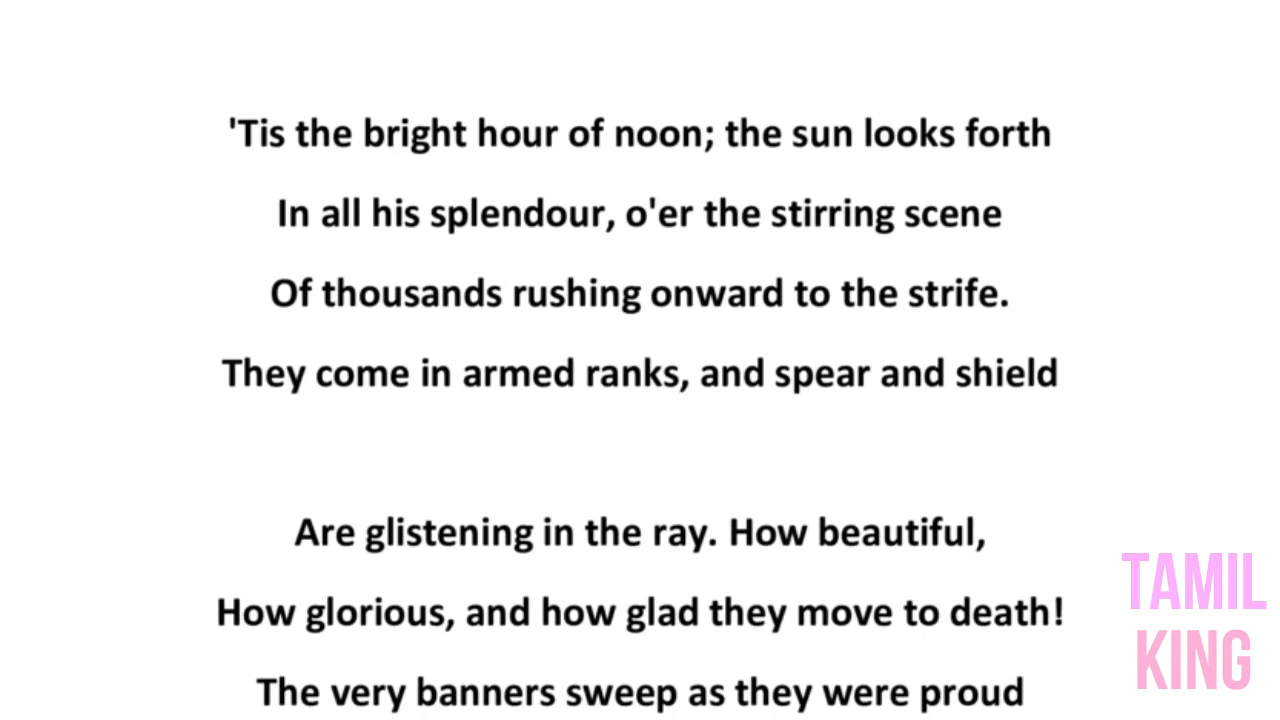 'Tis the bright hour of noon; the sun looks forth
In all his splendour, o'er the stirring scene
Of thousands rushing onward to the strife.
They come in armed ranks, and spear and shield
Are glistening in the ray. How beautiful,
How glorious, and how glad they move to death!
The very banners sweep as they were proud
TAMIL
KING